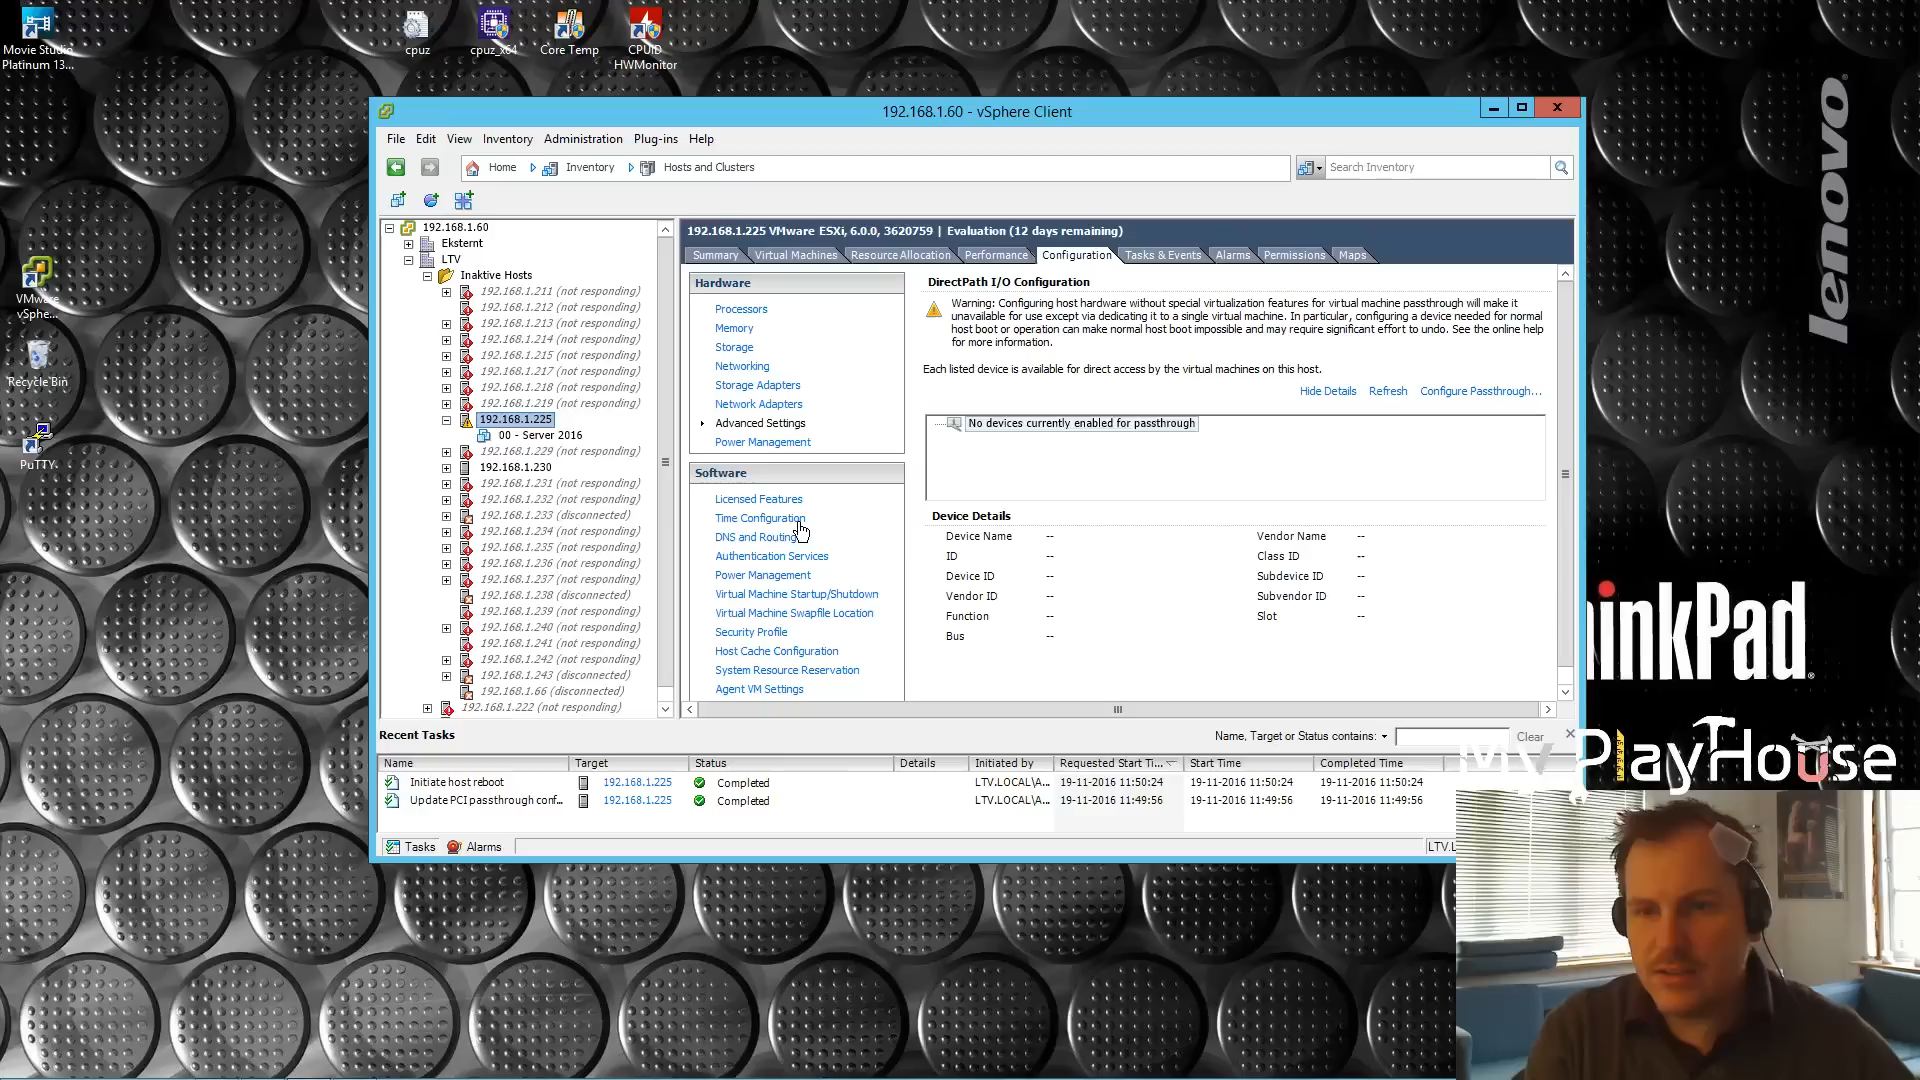 Movie Studio
Platinum 13...
cpuz
cpuz_x64
Core Temp
CPUID
HWMonitor
lenovo
VMware
vSphe...
Recycle Bin
PuTTY
192.168.1.60 - vSphere Client
File Edit View Inventory Administration Plug-ins Help
Home Inventory Hosts and Clusters
Search Inventory
192.168.1.60
Eksternt
LTV
Inaktive Hosts
192.168.1.211 (not responding)
192.168.1.212 (not responding)
192.168.1.213 (not responding)
192.168.1.214 (not responding)
192.168.1.215 (not responding)
192.168.1.217 (not responding)
192.168.1.218 (not responding)
192.168.1.219 (not responding)
192.168.1.225
00 - Server 2016
192.168.1.229 (not responding)
192.168.1.230
192.168.1.231 (not responding)
192.168.1.232 (not responding)
192.168.1.233 (disconnected)
192.168.1.234 (not responding)
192.168.1.235 (not responding)
192.168.1.236 (not responding)
192.168.1.237 (not responding)
192.168.1.238 (disconnected)
192.168.1.239 (not responding)
192.168.1.240 (not responding)
192.168.1.241 (not responding)
192.168.1.242 (not responding)
192.168.1.243 (disconnected)
192.168.1.66 (disconnected)
192.168.1.222 (not responding)
192.168.1.225 VMware ESXi, 6.0.0, 3620759 | Evaluation (12 days remaining)
Summary Virtual Machines Resource Allocation Performance Configuration Tasks & Events Alarms Permissions Maps
Hardware
Processors
Memory
Storage
Networking
Storage Adapters
Network Adapters
Advanced Settings
Power Management
Software
Licensed Features
Time Configuration
DNS and Routing
Authentication Services
Power Management
Virtual Machine Startup/Shutdown
Virtual Machine Swapfile Location
Security Profile
Host Cache Configuration
System Resource Reservation
Agent VM Settings
DirectPath I/O Configuration
Warning: Configuring host hardware without special virtualization features for virtual machine passthrough will make it
unavailable for use except via dedicating it to a single virtual machine. In particular, configuring a device needed for normal
host boot or operation can make normal host boot impossible and may require significant effort to undo. See the online help
for more information.
Each listed device is available for direct access by the virtual machines on this host.
Hide Details Refresh Configure Passthrough...
No devices currently enabled for passthrough
Device Details
Device Name -- Vendor Name --
ID -- Class ID --
Device ID -- Subdevice ID --
Vendor ID -- Subvendor ID --
Function -- Slot --
Bus --
inkPad
Recent Tasks
Name, Target or Status contains: Clear
Name Target Status Details Initiated by Requested Start Ti... Start Time Completed Time
Initiate host reboot 192.168.1.225 Completed LTV.LOCAL\A... 19-11-2016 11:50:24 19-11-2016 11:50:24 19-11-2016 11:50:24
Update PCI passthrough conf... 192.168.1.225 Completed LTV.LOCAL\A... 19-11-2016 11:49:56 19-11-2016 11:49:56 19-11-2016 11:49:56
Tasks Alarms
LTV.L
My PlayHouse